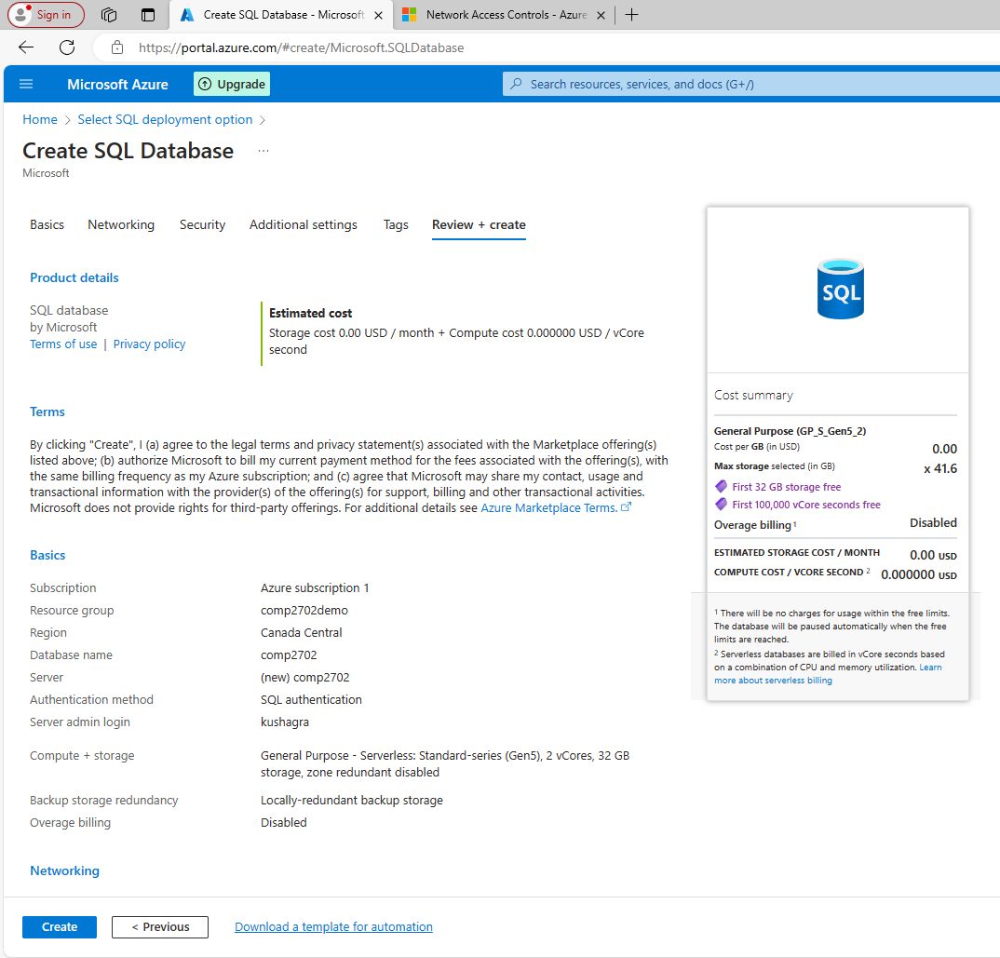 Sign in
Create SQL Database - Microsoft
Network Access Controls - Azure
https://portal.azure.com/#create/Microsoft.SQLDatabase
Microsoft Azure
Upgrade
Search resources, services, and docs (G+/)
Home > Select SQL deployment option >
Create SQL Database ...
Microsoft
Basics Networking Security Additional settings Tags Review + create
Product details
SQL database
by Microsoft
Terms of use | Privacy policy
Estimated cost
Storage cost 0.00 USD / month + Compute cost 0.000000 USD / vCore
second
Terms
By clicking "Create", I (a) agree to the legal terms and privacy statement(s) associated with the Marketplace offering(s)
listed above; (b) authorize Microsoft to bill my current payment method for the fees associated with the offering(s), with
the same billing frequency as my Azure subscription; and (c) agree that Microsoft may share my contact, usage and
transactional information with the provider(s) of the offering(s) for support, billing and other transactional activities.
Microsoft does not provide rights for third-party offerings. For additional details see Azure Marketplace Terms.
Basics
Subscription Azure subscription 1
Resource group comp2702demo
Region Canada Central
Database name comp2702
Server (new) comp2702
Authentication method SQL authentication
Server admin login kushagra
Compute + storage General Purpose - Serverless: Standard-series (Gen5), 2 vCores, 32 GB
storage, zone redundant disabled
Backup storage redundancy Locally-redundant backup storage
Overage billing Disabled
Networking
SQL
Cost summary
General Purpose (GP_S_Gen5_2)
Cost per GB (in USD) 0.00
Max storage selected (in GB) x 41.6
First 32 GB storage free
First 100,000 vCore seconds free
Overage billing 1 Disabled
ESTIMATED STORAGE COST / MONTH 0.00 USD
COMPUTE COST / VCORE SECOND 2 0.000000 USD
1 There will be no charges for usage within the free limits.
The database will be paused automatically when the free
limits are reached.
2 Serverless databases are billed in vCore seconds based
on a combination of CPU and memory utilization. Learn
more about serverless billing
Create
< Previous
Download a template for automation